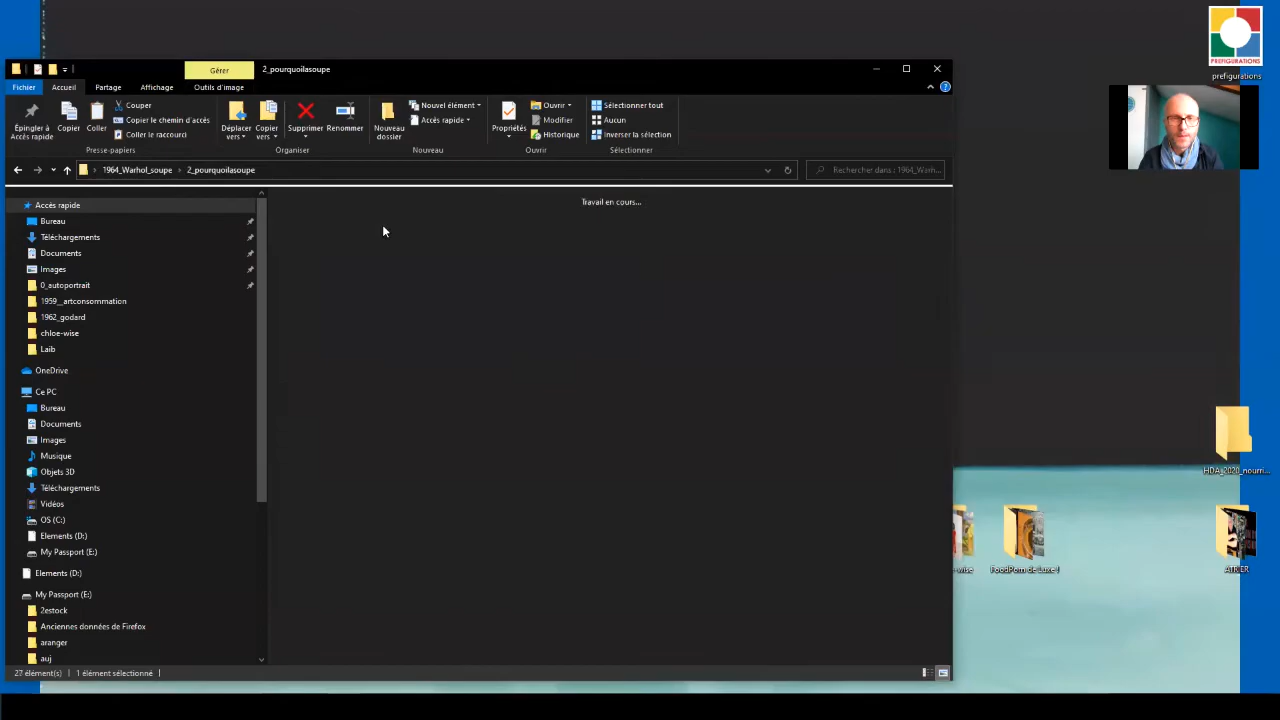 PREFIGURATIONS
prefigurations
Gérer
2_pourquoilasoupe
Fichier
Accueil
Partage
Affichage
Outils d'image
Épingler à
Accès rapide
Copier
Coller
Couper
Copier le chemin d'accès
Coller le raccourci
Presse-papiers
Déplacer
vers
Copier
vers
Supprimer
Renommer
Organiser
Nouveau
dossier
Nouvel élément
Accès rapide
Nouveau
Propriétés
Ouvrir
Modifier
Historique
Ouvrir
Sélectionner tout
Aucun
Inverser la sélection
Sélectionner
1964_Warhol_soupe
2_pourquoilasoupe
Rechercher dans : 1964_Warh...
Accès rapide
Bureau
Téléchargements
Documents
Images
0_autoportrait
1959__artconsommation
1962_godard
chloe-wise
Laib
OneDrive
Ce PC
Bureau
Documents
Images
Musique
Objets 3D
Téléchargements
Vidéos
OS (C:)
Elements (D:)
My Passport (E:)
Elements (D:)
My Passport (E:)
2estock
Anciennes données de Firefox
aranger
auj
Travail en cours...
27 élément(s)
1 élément sélectionné
HDA_2020_nourri...
wise
FoodPorn de Luxe !